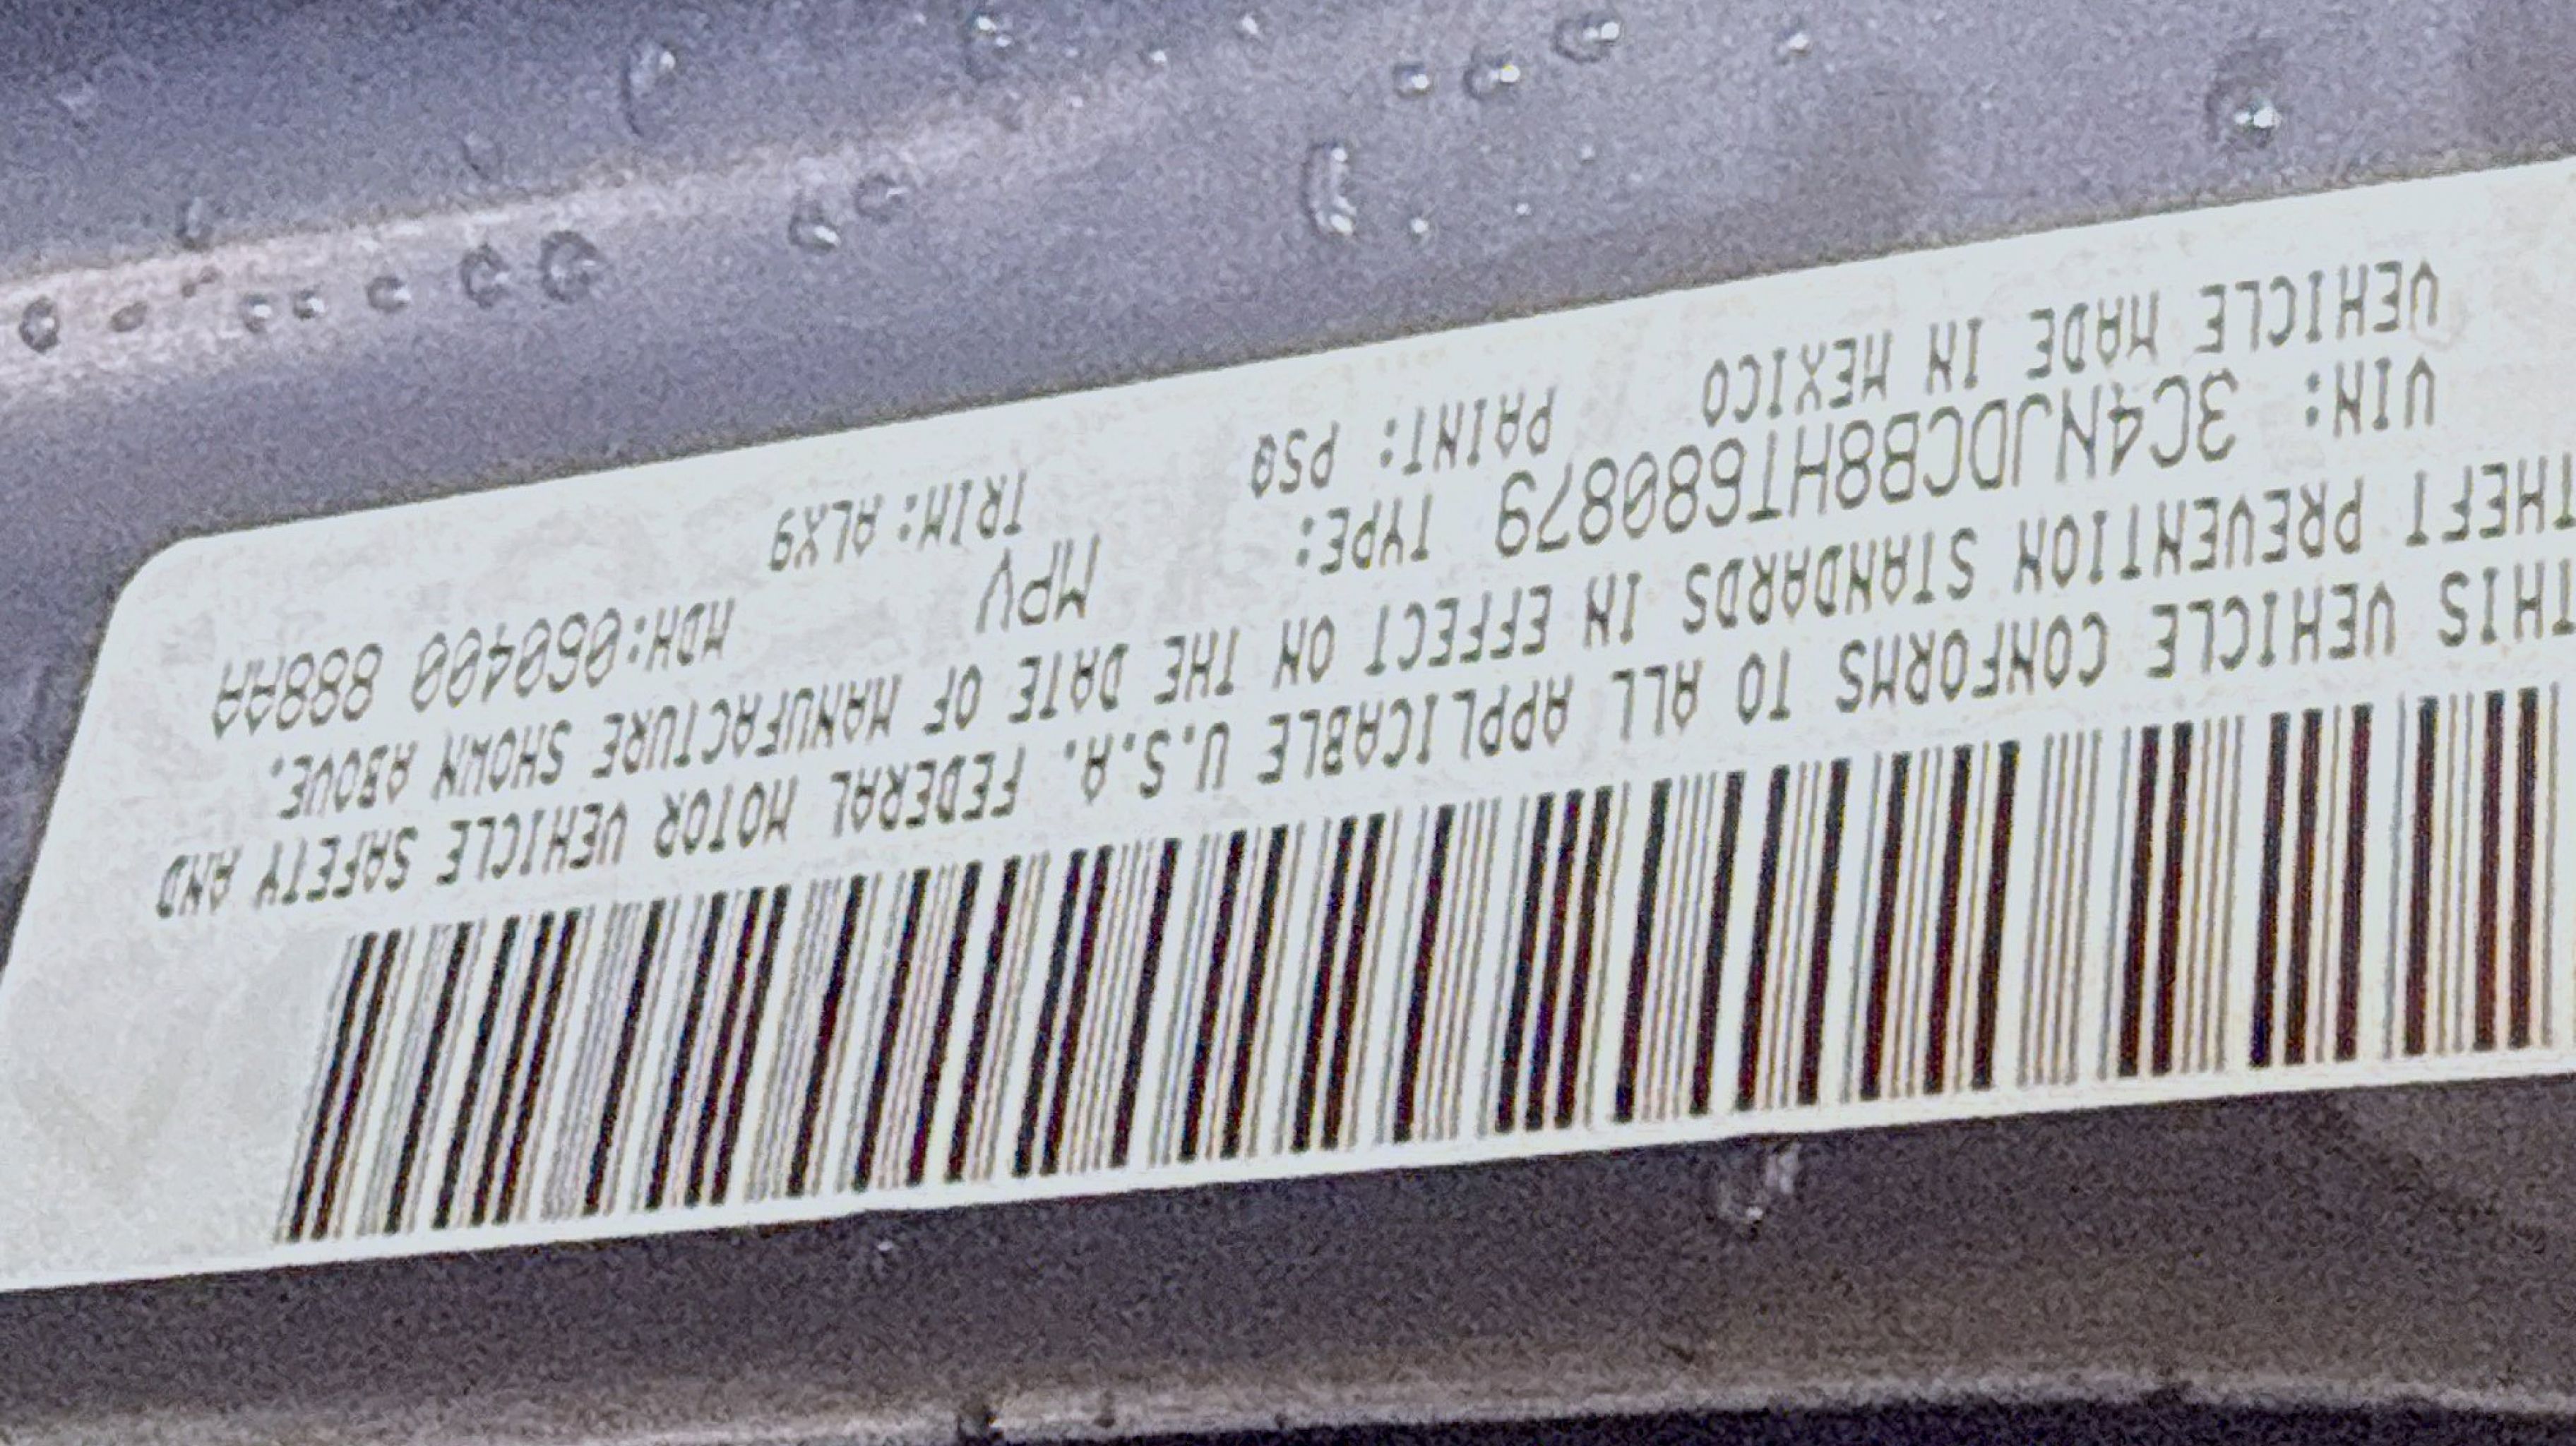 THIS VEHICLE CONFORMS TO ALL APPLICABLE U.S.A. FEDERAL MOTOR VEHICLE SAFETY AND
THEFT PREVENTION STANDARDS IN EFFECT ON THE DATE OF MANUFACTURE SHOWN ABOVE.
VIN: 3C4NJDCB8HT680879 TYPE: MPV MDH:060400 888AA
VEHICLE MADE IN MEXICO PAINT: PS0 TRIM:ALX9